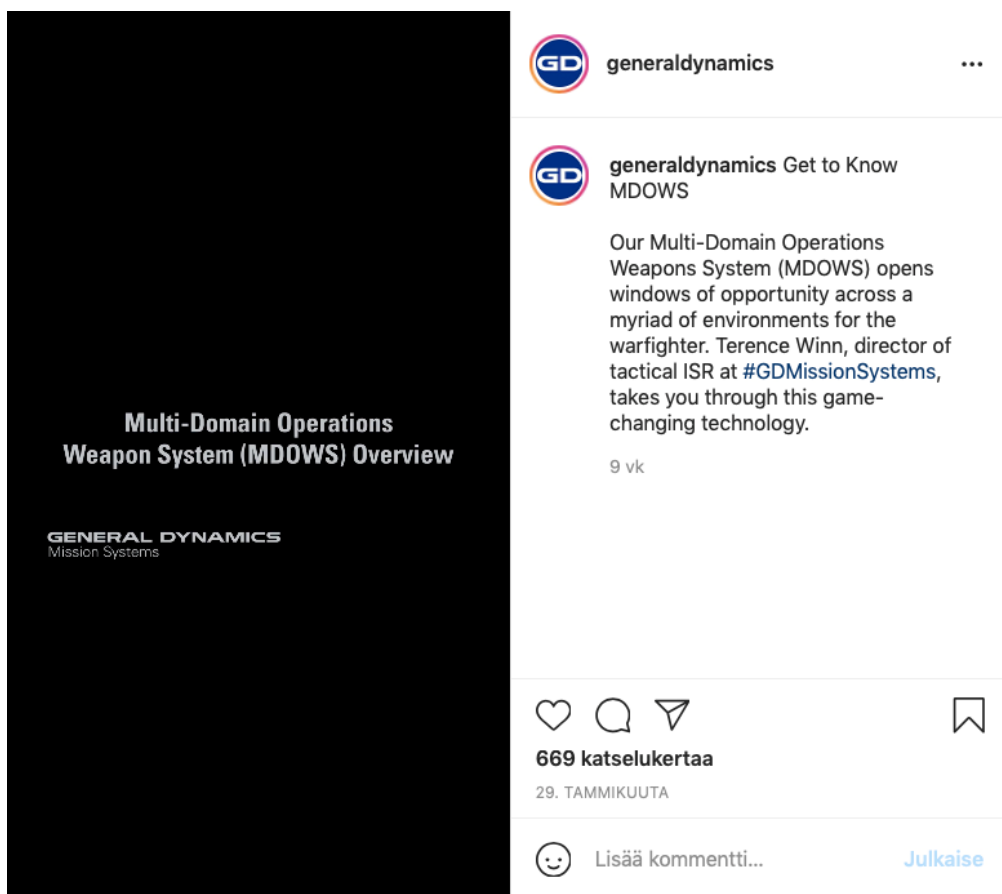 Multi-Domain Operations
Weapon System (MDOWS) Overview
GENERAL DYNAMICS
Mission Systems
GD
generaldynamics
GD
generaldynamics Get to Know
MDOWS
Our Multi-Domain Operations
Weapons System (MDOWS) opens
windows of opportunity across a
myriad of environments for the
warfighter. Terence Winn, director of
tactical ISR at #GDMissionSystems,
takes you through this game-
changing technology.
9 vk
669 katselukertaa
29. TAMMIKUUTA
Lisää kommentti...
Julkaise